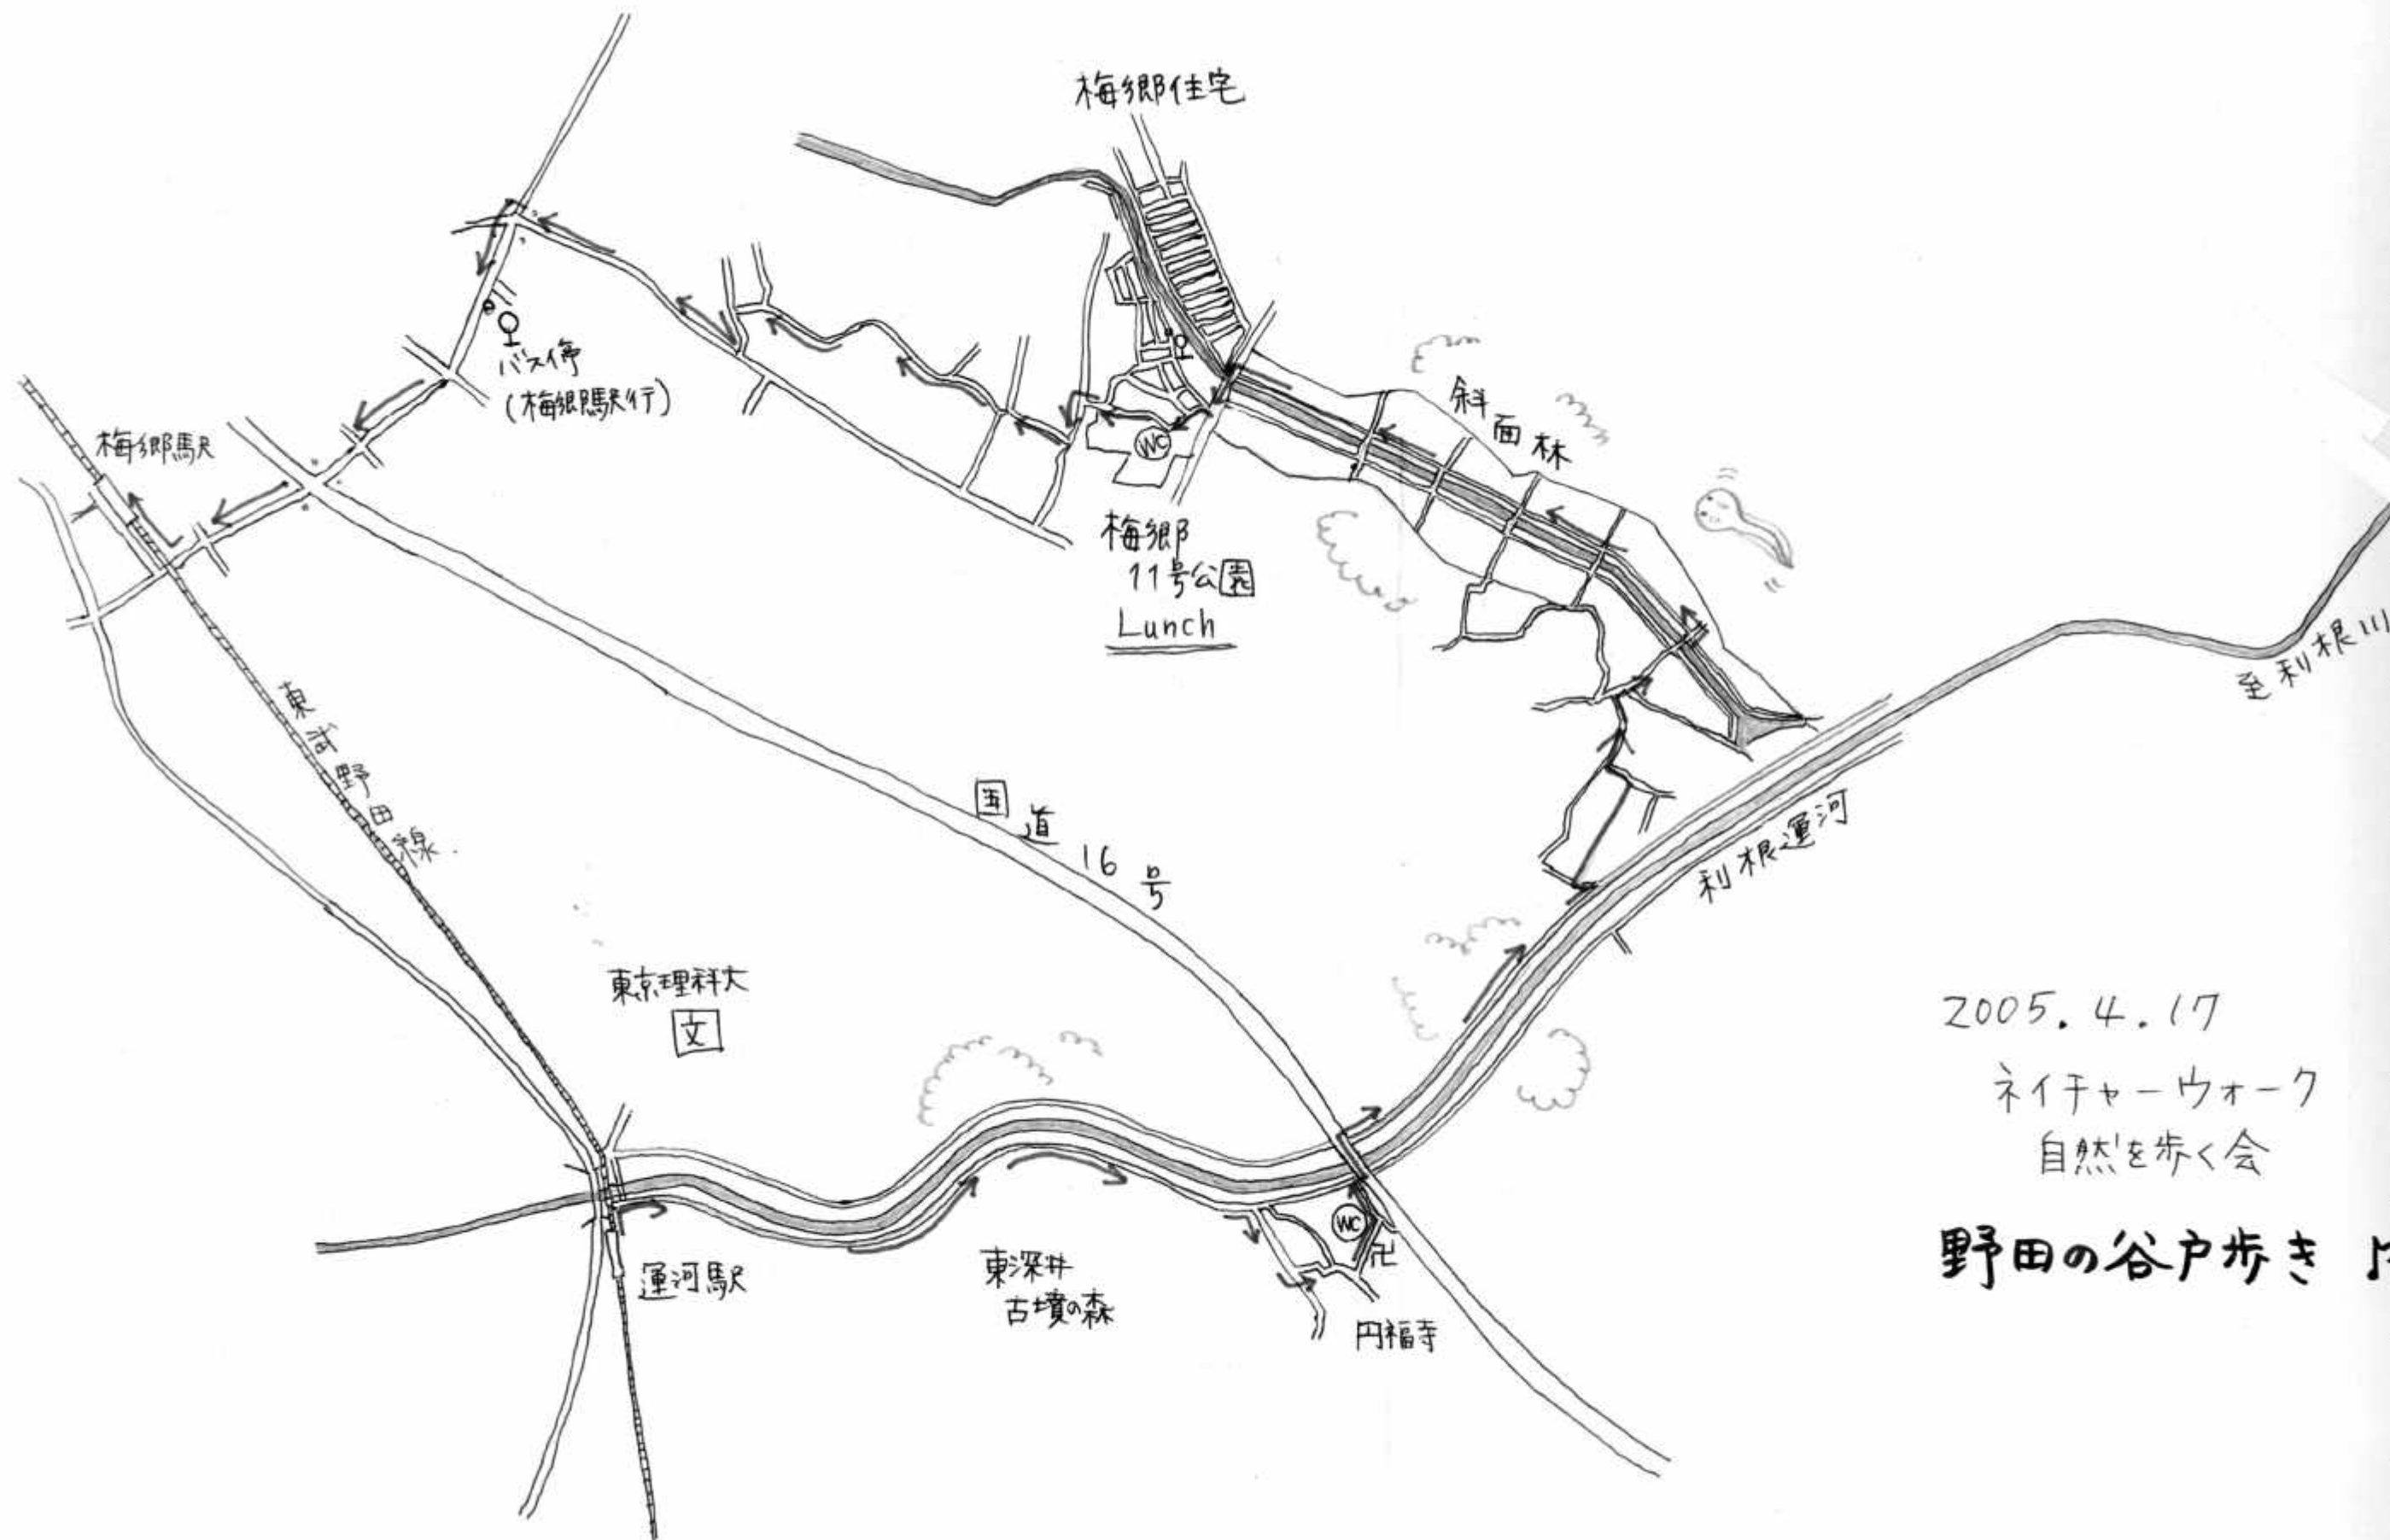 梅郷住宅
バス停
(梅郷駅行)
梅郷駅
斜面林
WC
梅郷
11号公園
Lunch
至利根川
東武野田線
国道16号
利根運河
東京理科大
文
2005.4.17
ネイチャーウォーク
自然を歩く会
野田の谷戸歩き
WC
卍
運河駅
東深井
古墳の森
円福寺